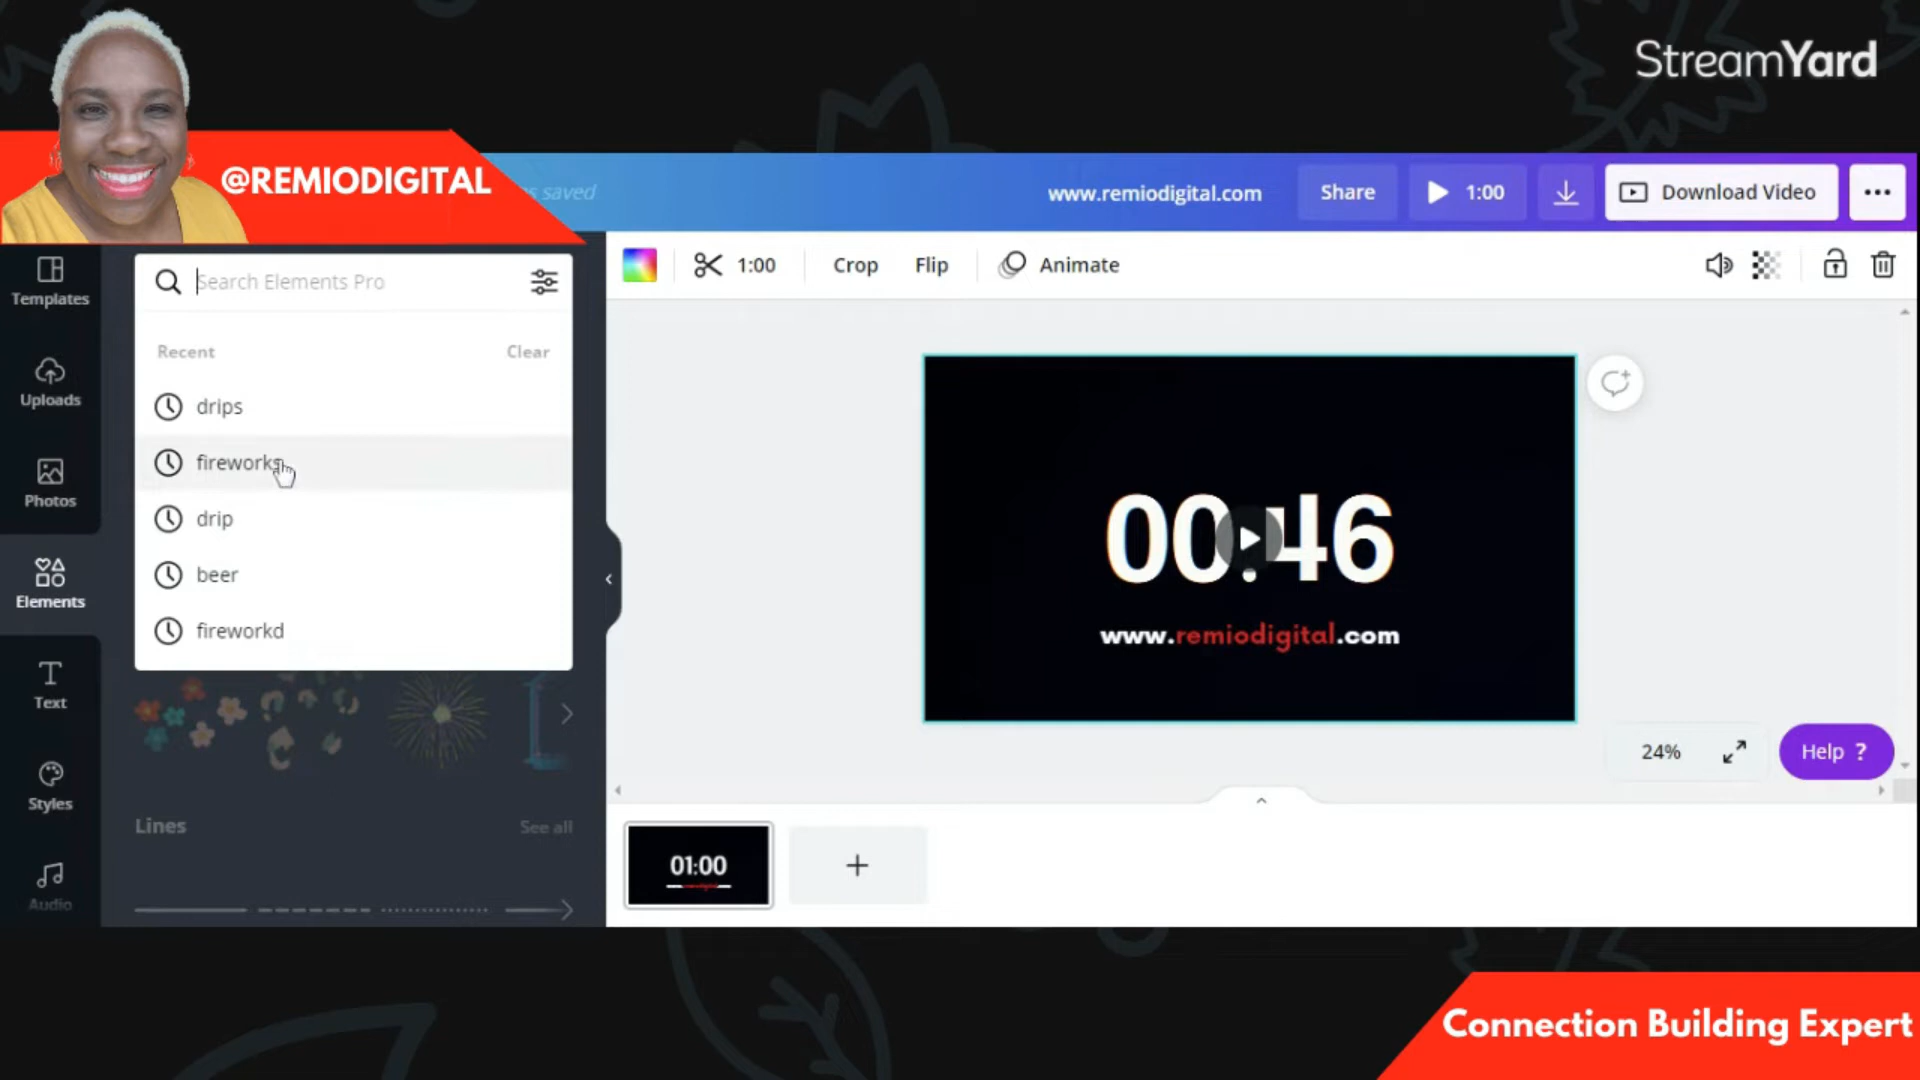 StreamYard
@REMIODIGITAL
saved
www.remiodigital.com
Share
1:00
Download Video
Templates
Uploads
Photos
Elements
Text
Styles
Audio
Search Elements Pro
Recent
Clear
drips
fireworks
drip
beer
fireworkd
Lines
See all
1:00
Crop
Flip
Animate
00:46
www.remiodigital.com
24%
Help ?
01:00
Connection Building Expert